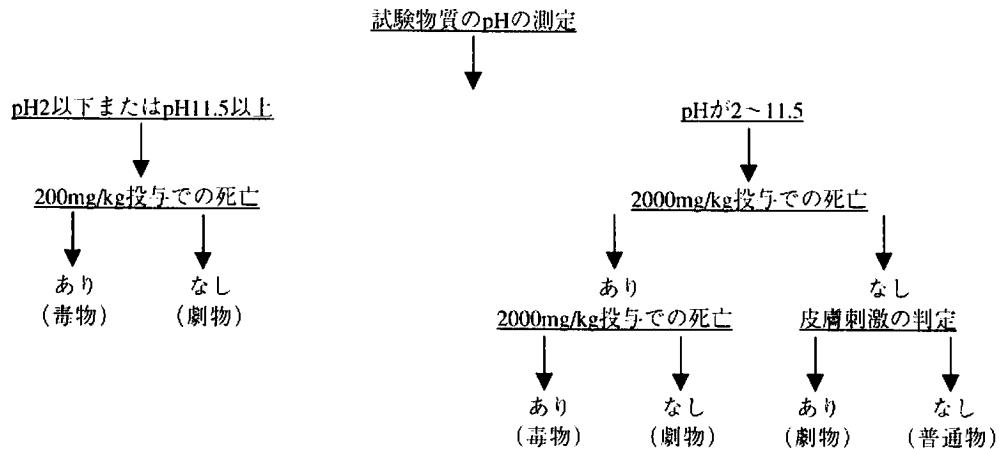 試験物質のpHの測定
pH2以下またはpH11.5以上
pHが2～11.5
200mg/kg投与での死亡
2000mg/kg投与での死亡
あり
(毒物)
なし
(劇物)
あり
なし
2000mg/kg投与での死亡
皮膚刺激の判定
あり
(毒物)
なし
(劇物)
あり
(劇物)
なし
(普通物)